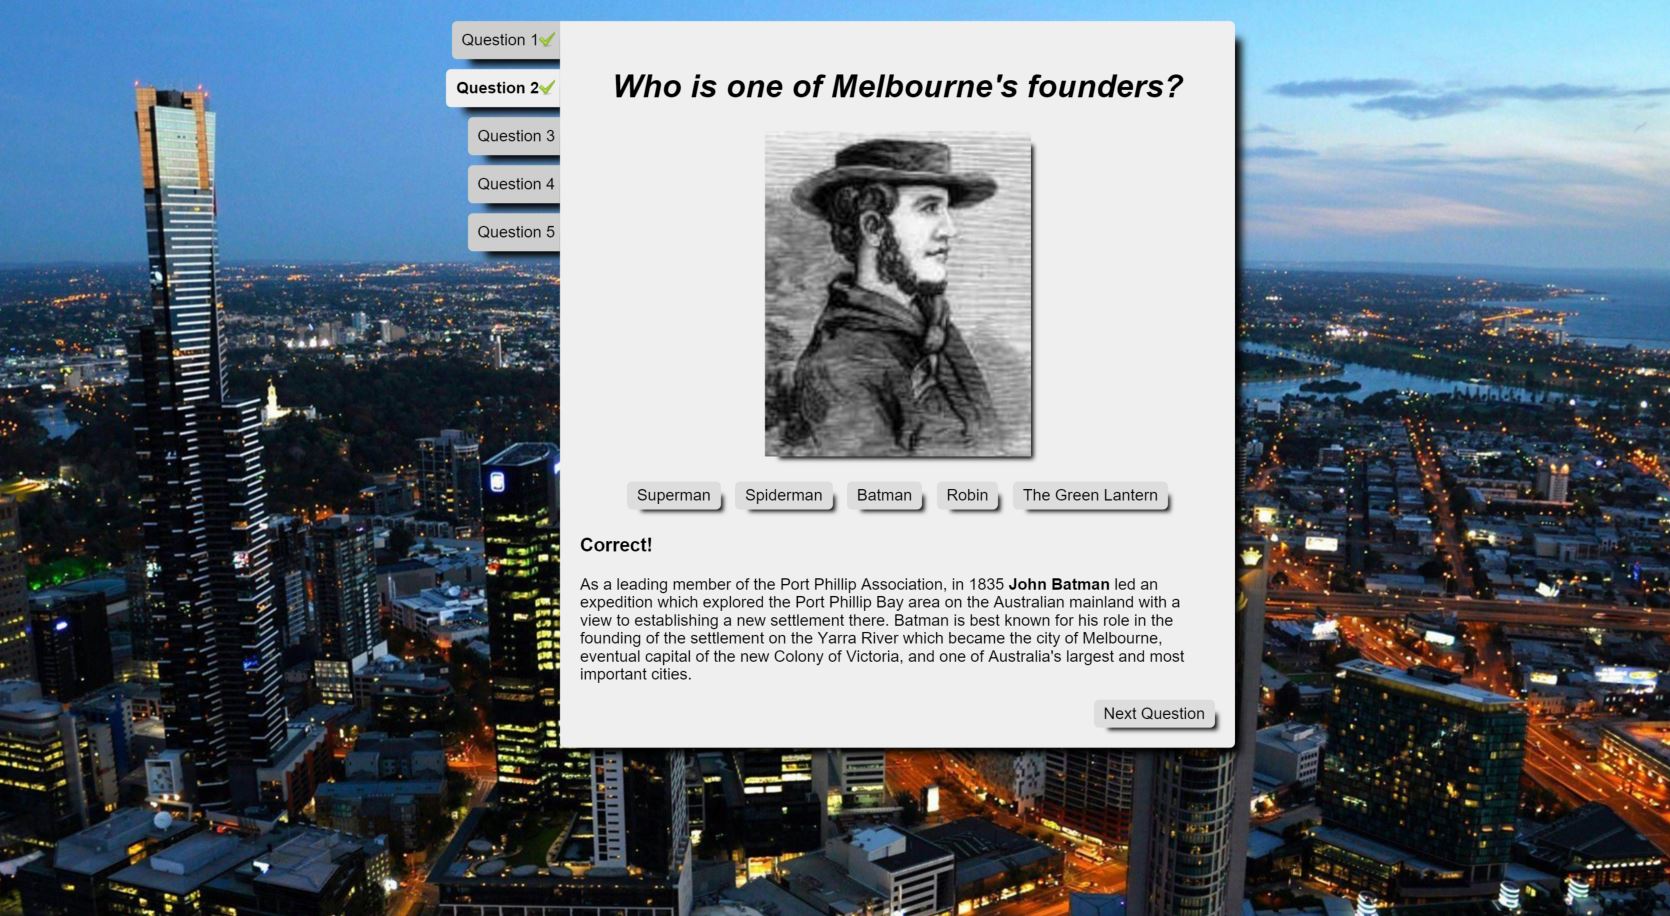 Question 1
Question 2
Question 3
Question 4
Question 5
Who is one of Melbourne's founders?
Superman
Spiderman
Batman
Robin
The Green Lantern
Correct!
As a leading member of the Port Phillip Association, in 1835 John Batman led an
expedition which explored the Port Phillip Bay area on the Australian mainland with a
view to establishing a new settlement there. Batman is best known for his role in the
founding of the settlement on the Yarra River which became the city of Melbourne,
eventual capital of the new Colony of Victoria, and one of Australia's largest and most
important cities.
Next Question